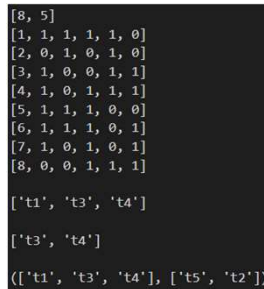 [8, 5]
[1, 1, 1, 1, 1, 0]
[2, 0, 1, 0, 1, 0]
[3, 1, 0, 0, 1, 1]
[4, 1, 0, 1, 1, 1]
[5, 1, 1, 1, 0, 0]
[6, 1, 1, 1, 0, 1]
[7, 1, 0, 1, 0, 1]
[8, 0, 0, 1, 1, 1]
['t1', 't3', 't4']
['t3', 't4']
(['t1', 't3', 't4'], ['t5', 't2'])